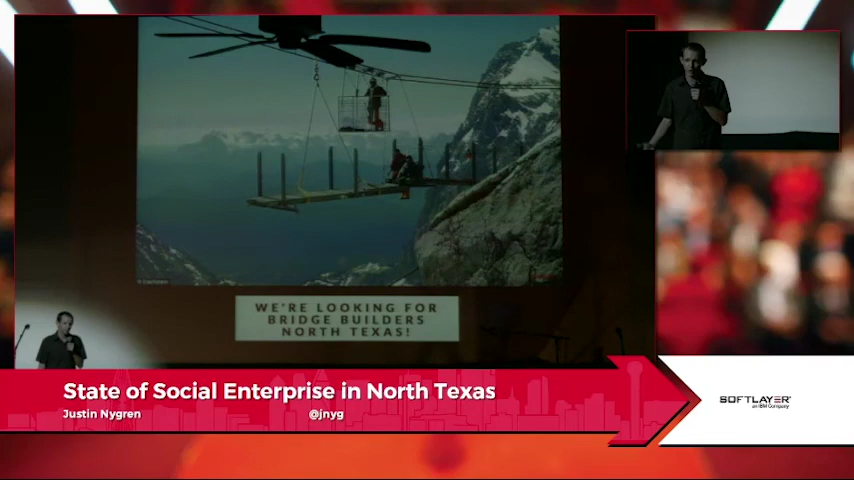 WE'RE LOOKING FOR
BRIDGE BUILDERS
NORTH TEXAS!
State of Social Enterprise in North Texas
Justin Nygren @jnyg
SOFTLAYER
an IBM Company